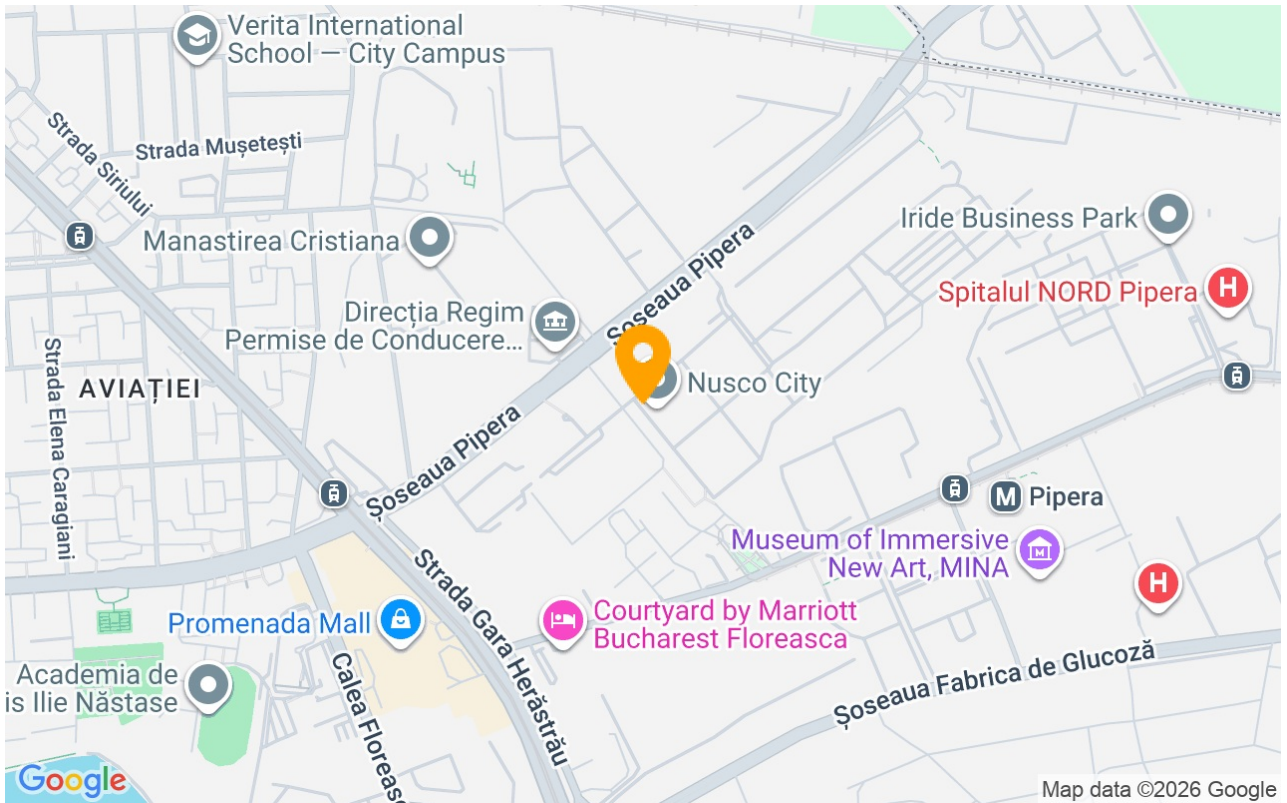 Verita International
School — City Campus
Strada Mușetești
Strada Siriului
Manastirea Cristiana
Iride Business Park
Șoseaua Pipera
Spitalul NORD Pipera
H
Direcția Regim
Permise de Conducere...
Strada Elena Caragiani
AVIAȚIEI
Nusco City
Șoseaua Pipera
M Pipera
Museum of Immersive
New Art, MINA
H
Strada Gara Herăstrău
Promenada Mall
Courtyard by Marriott
Bucharest Floreasca
Șoseaua Fabrica de Glucoză
Academia de
is Ilie Năstase
Calea Floreasc
Google
Map data ©2026 Google